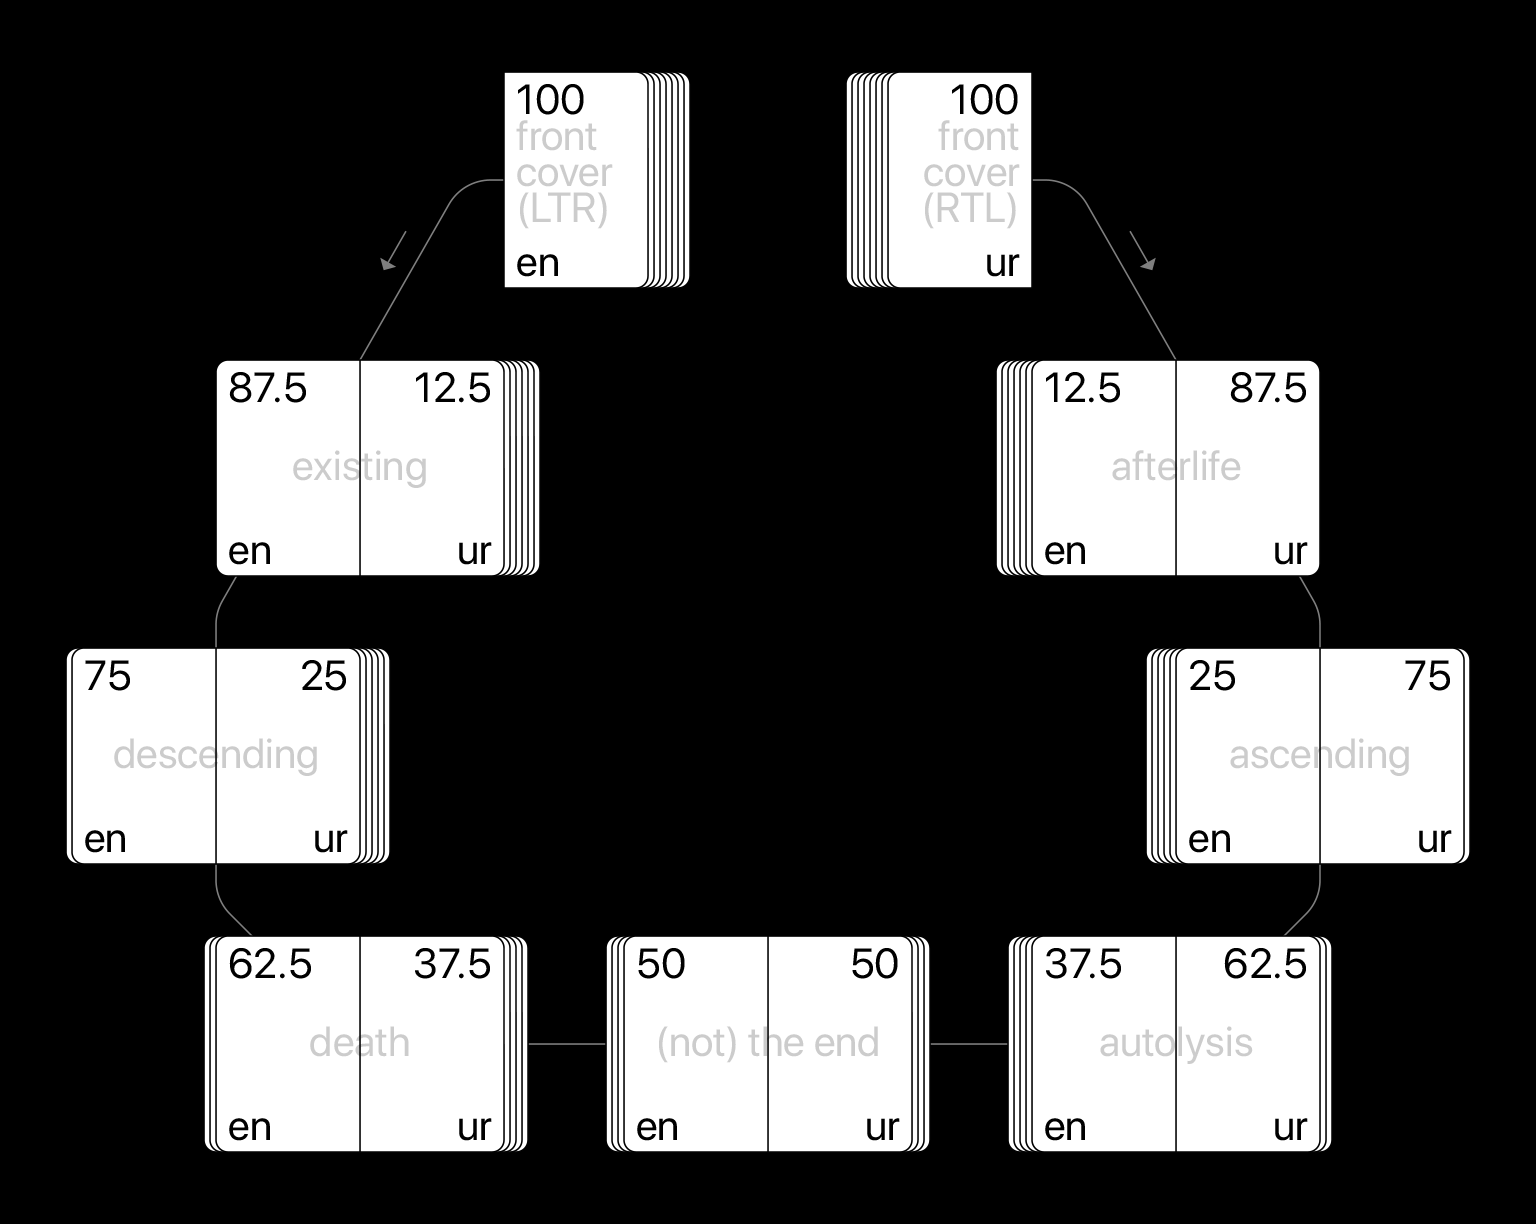 100
front
cover
(LTR)
en
100
front
cover
(RTL)
ur
87.5 12.5
existing
en ur
12.5 87.5
afterlife
en ur
75 25
descending
en ur
25 75
ascending
en ur
62.5 37.5
death
en ur
50 50
(not) the end
en ur
37.5 62.5
autolysis
en ur